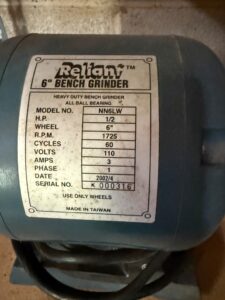 Reliant™
6" BENCH GRINDER
HEAVY DUTY BENCH GRINDER
ALL BALL BEARING
MODEL NO. NN6LW
H.P. 1/2
WHEEL 6"
R.P.M. 1725
CYCLES 60
VOLTS 110
AMPS 3
PHASE 1
DATE 2002/4
SERIAL NO. K 000316
USE ONLY WHEELS
MADE IN TAIWAN